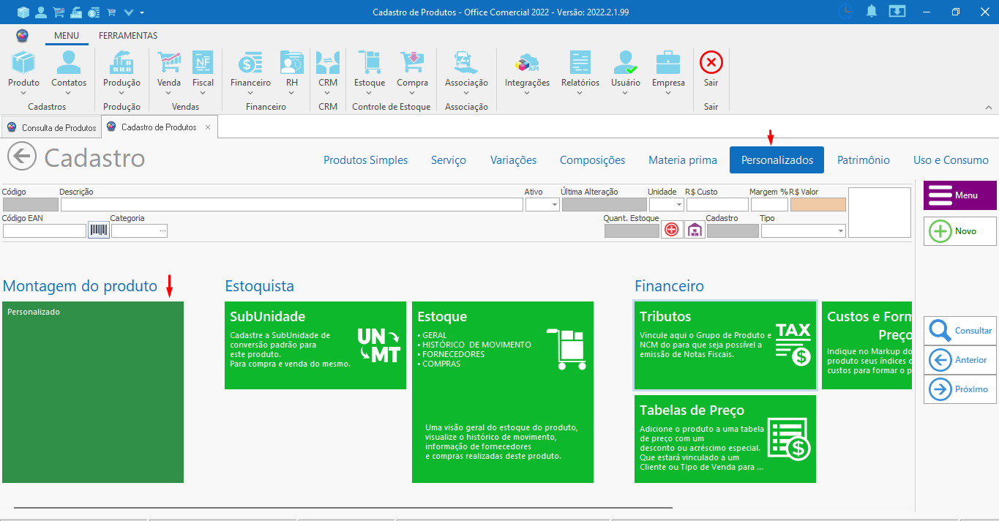 Cadastro de Produtos - Office Comercial 2022 - Versão: 2022.2.1.99
MENU
FERRAMENTAS
Produto
Contatos
Produção
Venda
NF
Fiscal
Financeiro
RH
CRM
Estoque
Compra
Associação
API
Integrações
Relatórios
Usuário
Empresa
Sair
Cadastros
Produção
Vendas
Financeiro
CRM
Controle de Estoque
Associação
Sair
Consulta de Produtos
Cadastro de Produtos
Cadastro
Produtos Simples
Serviço
Variações
Composições
Materia prima
Personalizados
Patrimônio
Uso e Consumo
Código
Descrição
Ativo
Última Alteração
Unidade
R$ Custo
Margem %
R$ Valor
Código EAN
Categoria
...
Quant. Estoque
Cadastro
Tipo
Menu
Novo
Consultar
Anterior
Próximo
Montagem do produto
Personalizado
Estoquista
SubUnidade
Cadastre a SubUnidade de
conversão padrão para
este produto.
Para compra e venda do mesmo.
UN
MT
Estoque
• GERAL
• HISTÓRICO DE MOVIMENTO
• FORNECEDORES
• COMPRAS
Uma visão geral do estoque do produto,
visualize o histórico de movimento,
informação de fornecedores
e compras realizadas deste produto.
Financeiro
Tributos
Vincule aqui o Grupo de Produto e
NCM do para que seja possível a
emissão de Notas Fiscais.
TAX
Custos e Form
Preço
Indique no Markup do
produto seus índices d
custos para formar o p
Tabelas de Preço
Adicione o produto a uma tabela
de preço com um
desconto ou acréscimo especial.
Que estará vinculado a um
Cliente ou Tipo de Venda para ...